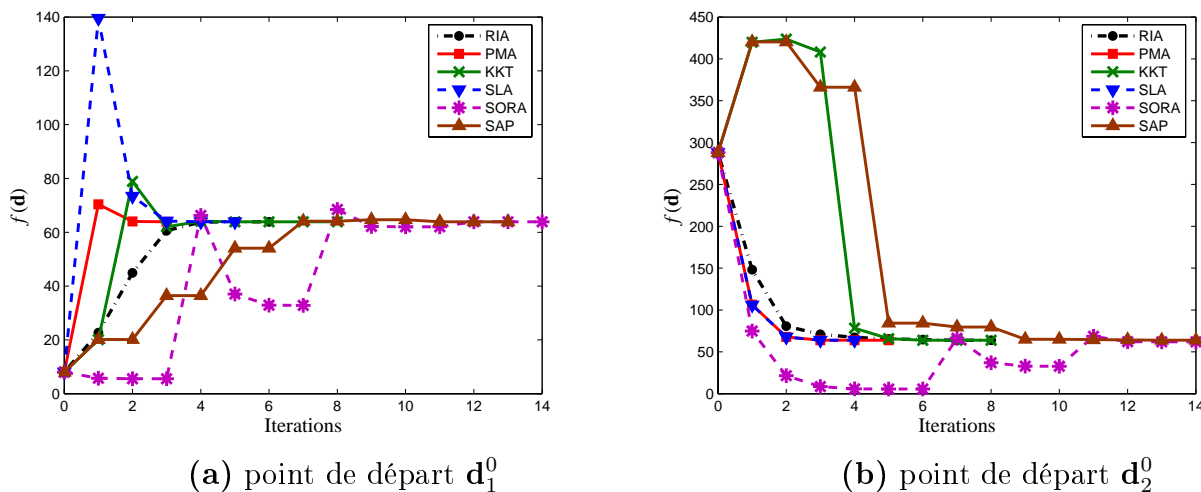 140
120
100
80
60
40
20
0
f (d)
0 2 4 6 8 10 12 14
Iterations
RIA
PMA
KKT
SLA
SORA
SAP
(a) point de départ d₁⁰
450
400
350
300
250
200
150
100
50
0
f (d)
0 2 4 6 8 10 12 14
Iterations
RIA
PMA
KKT
SLA
SORA
SAP
(b) point de départ d₂⁰